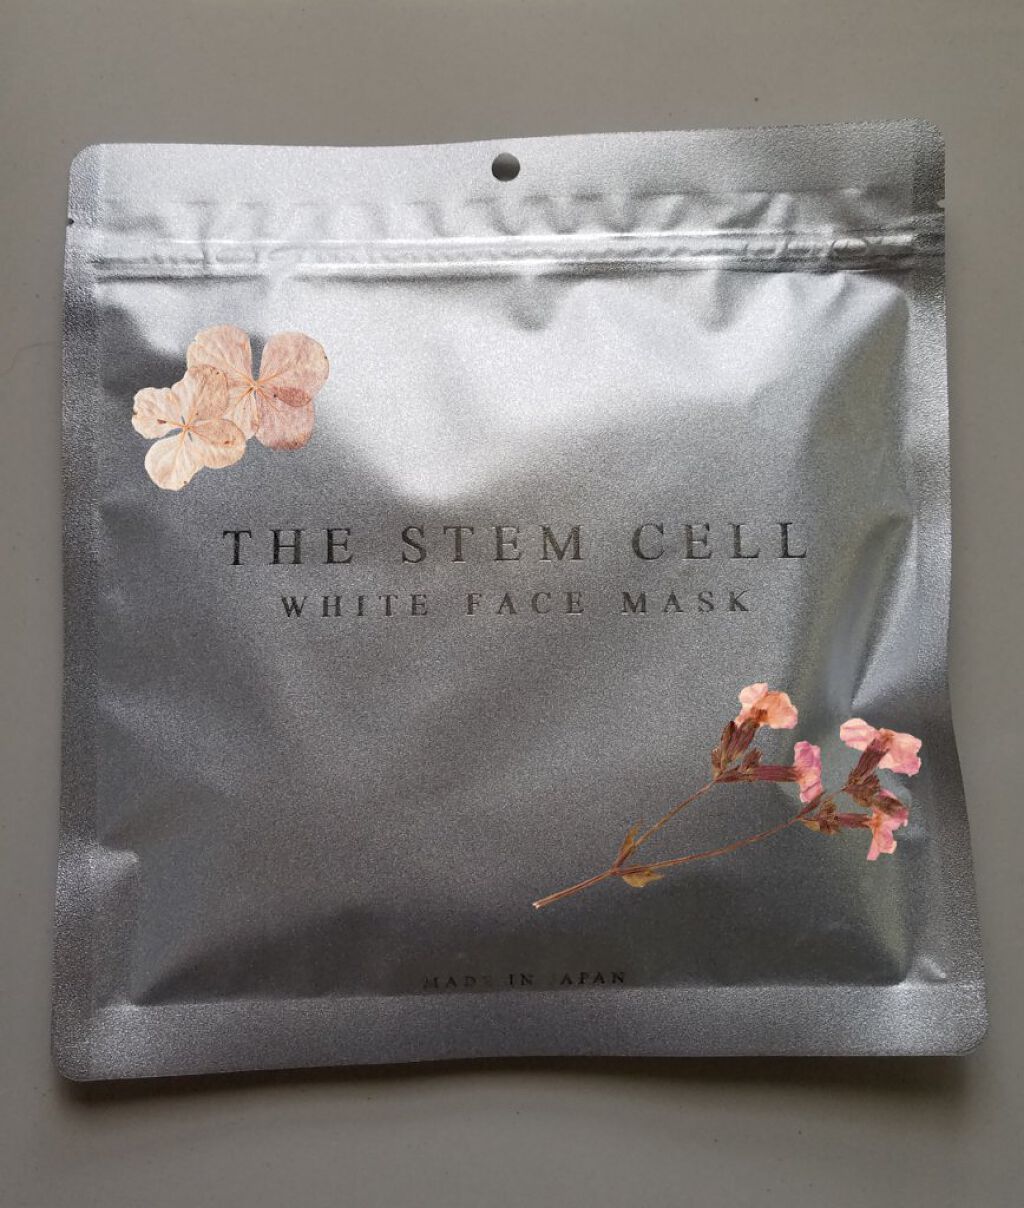 THE STEM CELL
WHITE FACE MASK
MADE IN JAPAN